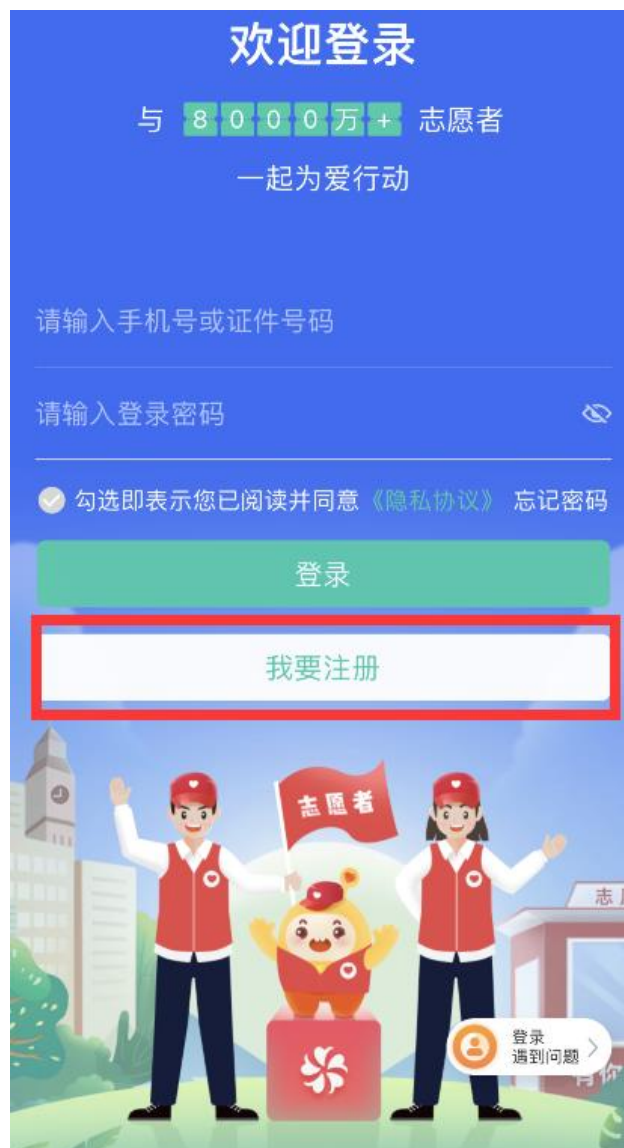 欢迎登录
与 8000万+ 志愿者
一起为爱行动
请输入手机号或证件号码
请输入登录密码
勾选即表示您已阅读并同意《隐私协议》 忘记密码
登录
我要注册
志愿者
志
登录
遇到问题
有你